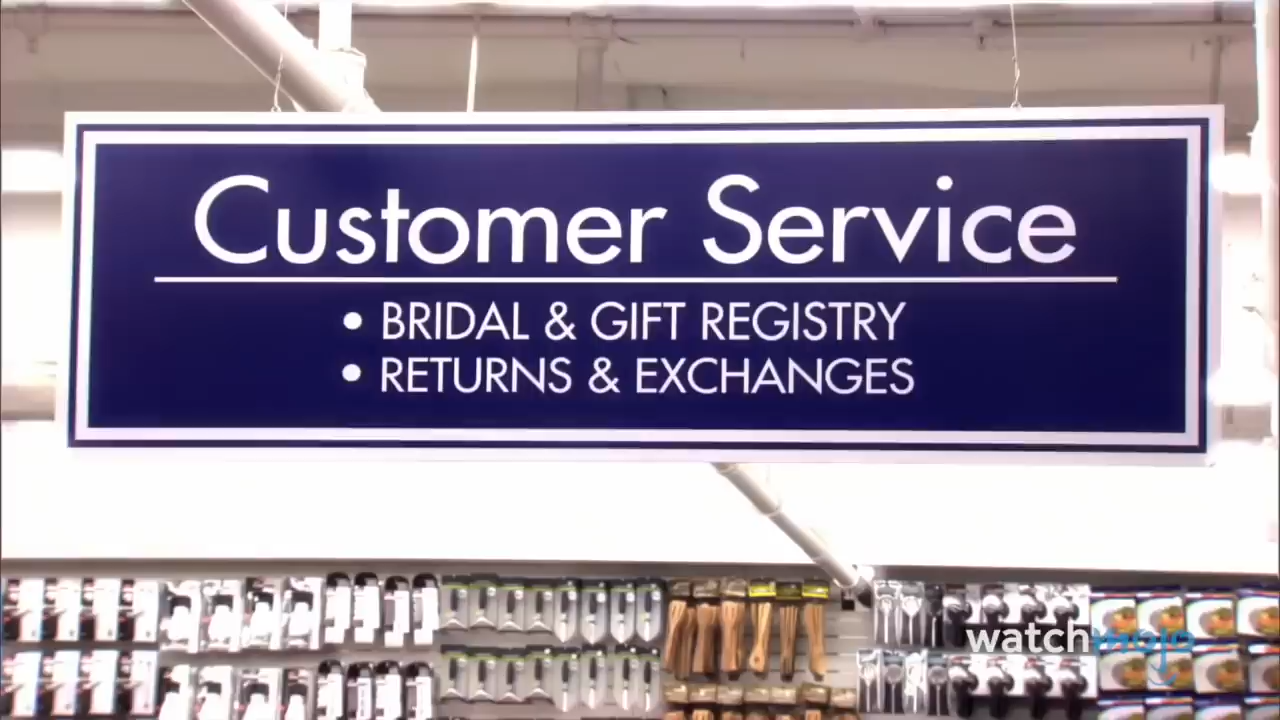 Customer Service
• BRIDAL & GIFT REGISTRY
• RETURNS & EXCHANGES
watchmojo